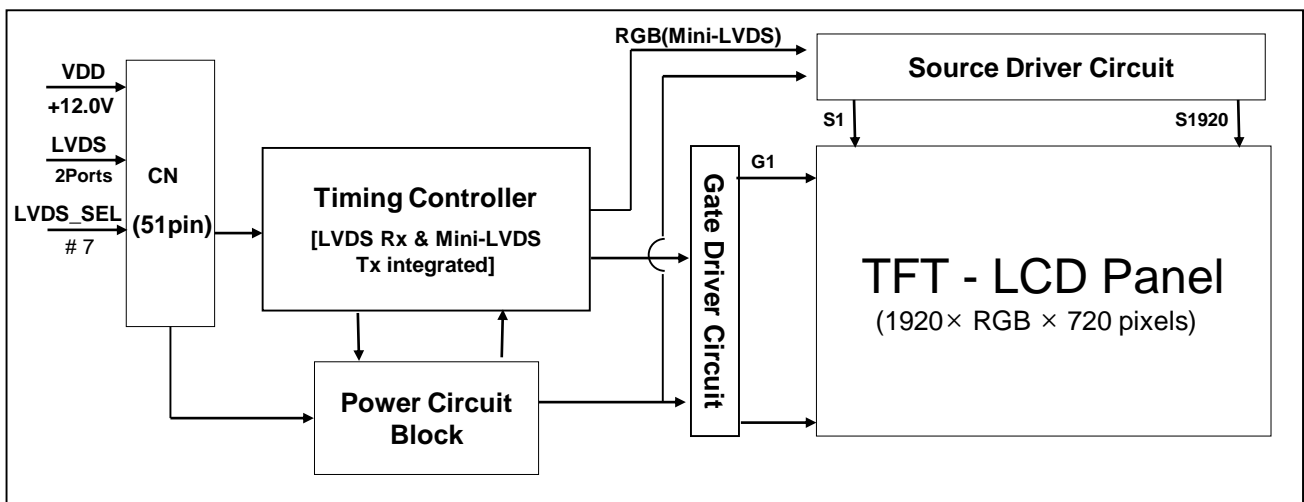 RGB(Mini-LVDS)
Source Driver Circuit
VDD
+12.0V
LVDS
2Ports
LVDS_SEL
# 7
CN
(51pin)
Timing Controller
[LVDS Rx & Mini-LVDS
Tx integrated]
Power Circuit
Block
Gate Driver Circuit
G1
S1
S1920
TFT - LCD Panel
(1920× RGB × 720 pixels)